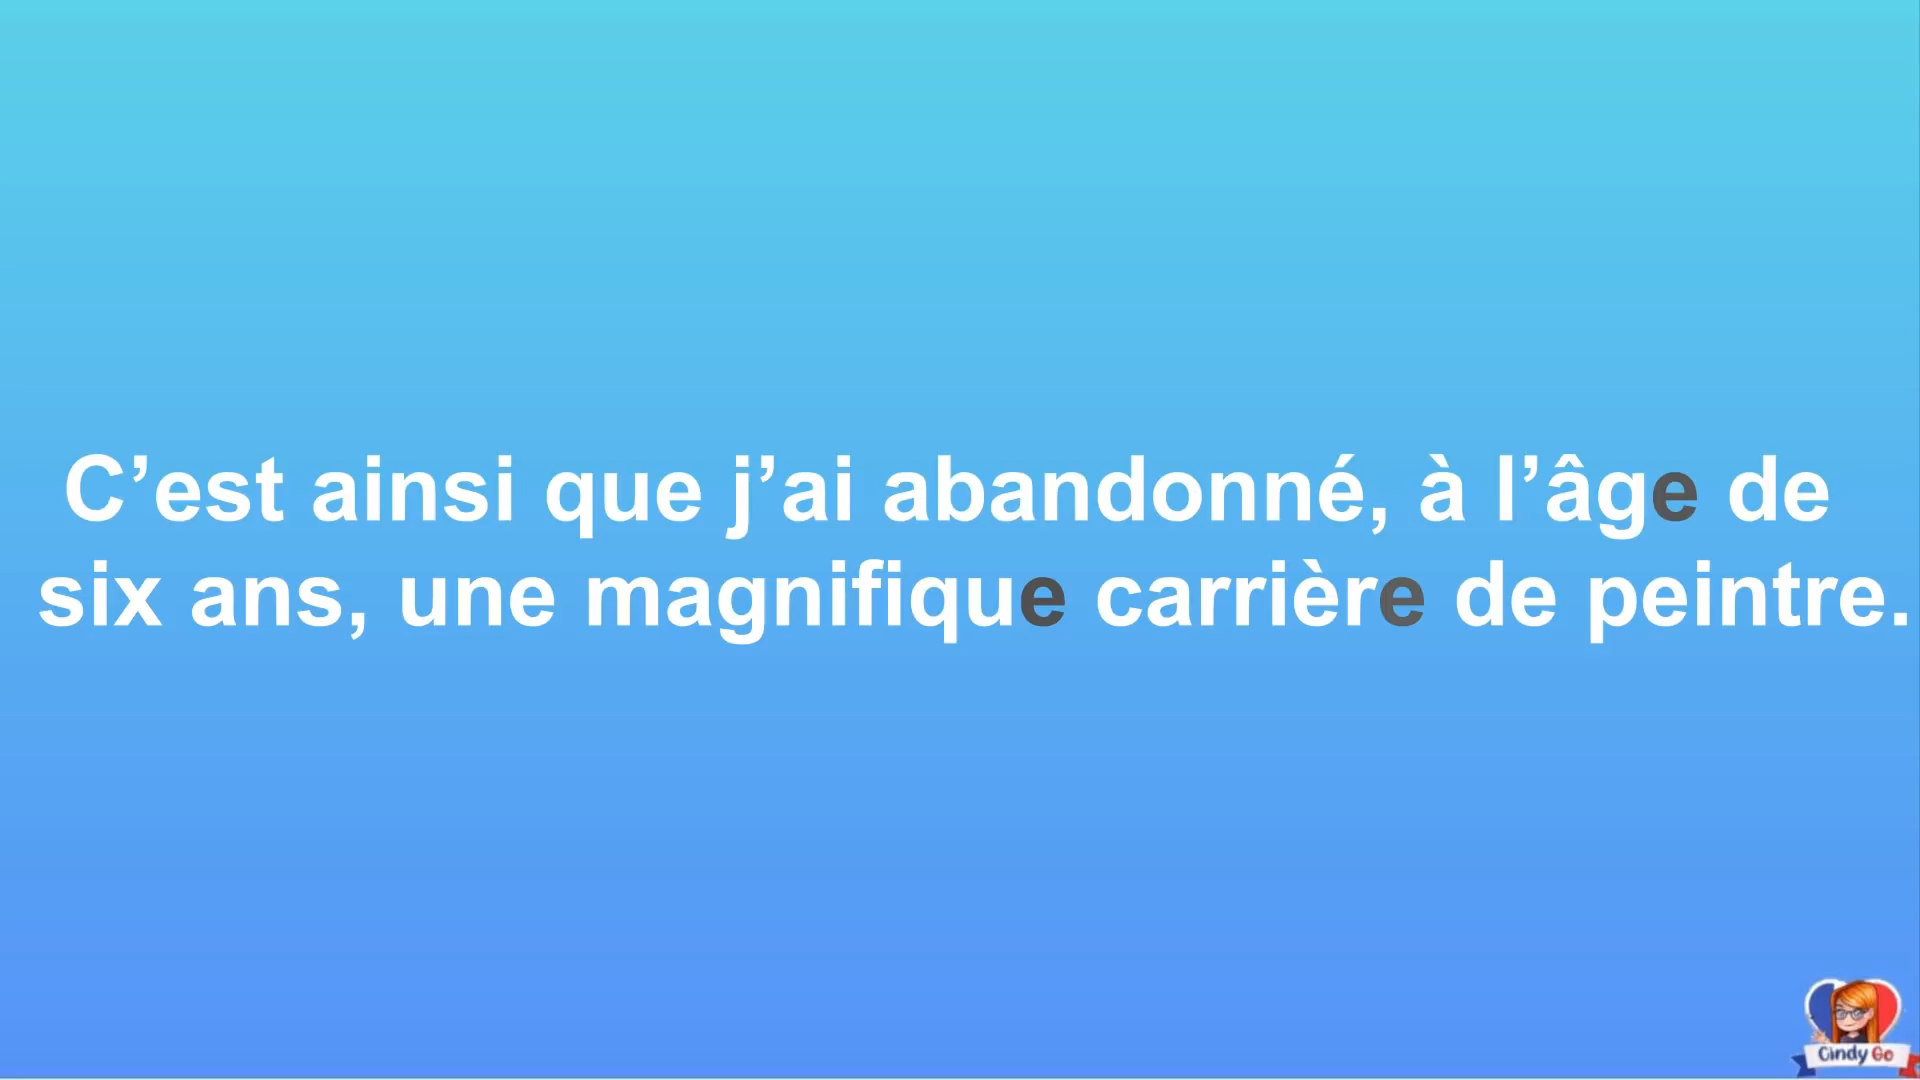 C’est ainsi que j’ai abandonné, à l’âge de
six ans, une magnifique carrière de peintre.
Cindy Go